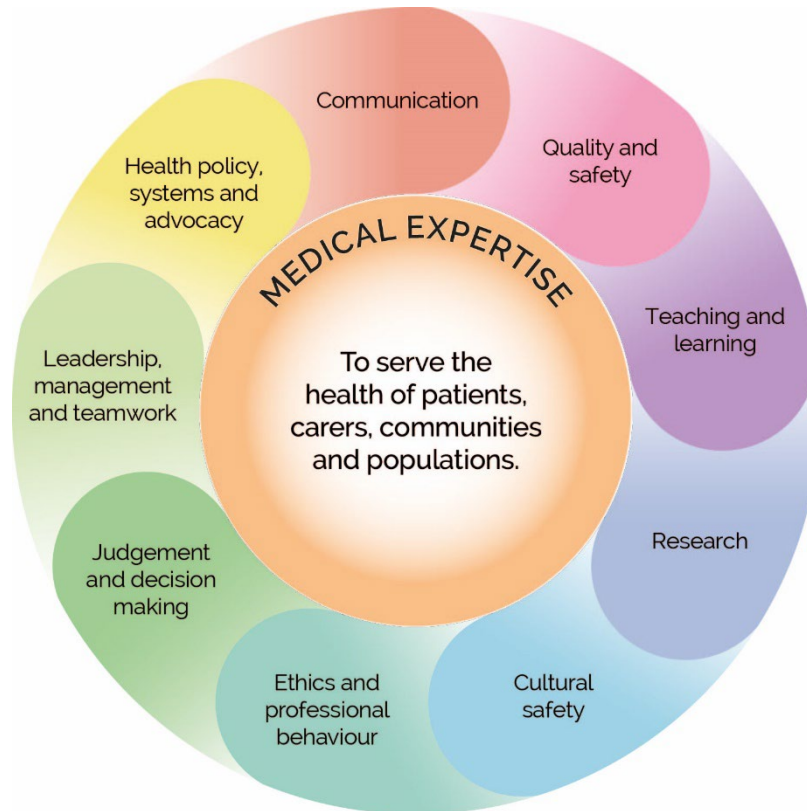 Communication
Quality and
safety
Teaching and
learning
Research
Cultural
safety
Ethics and
professional
behaviour
Judgement
and decision
making
Leadership,
management
and teamwork
Health policy,
systems and
advocacy
MEDICAL EXPERTISE
To serve the
health of patients,
carers, communities
and populations.